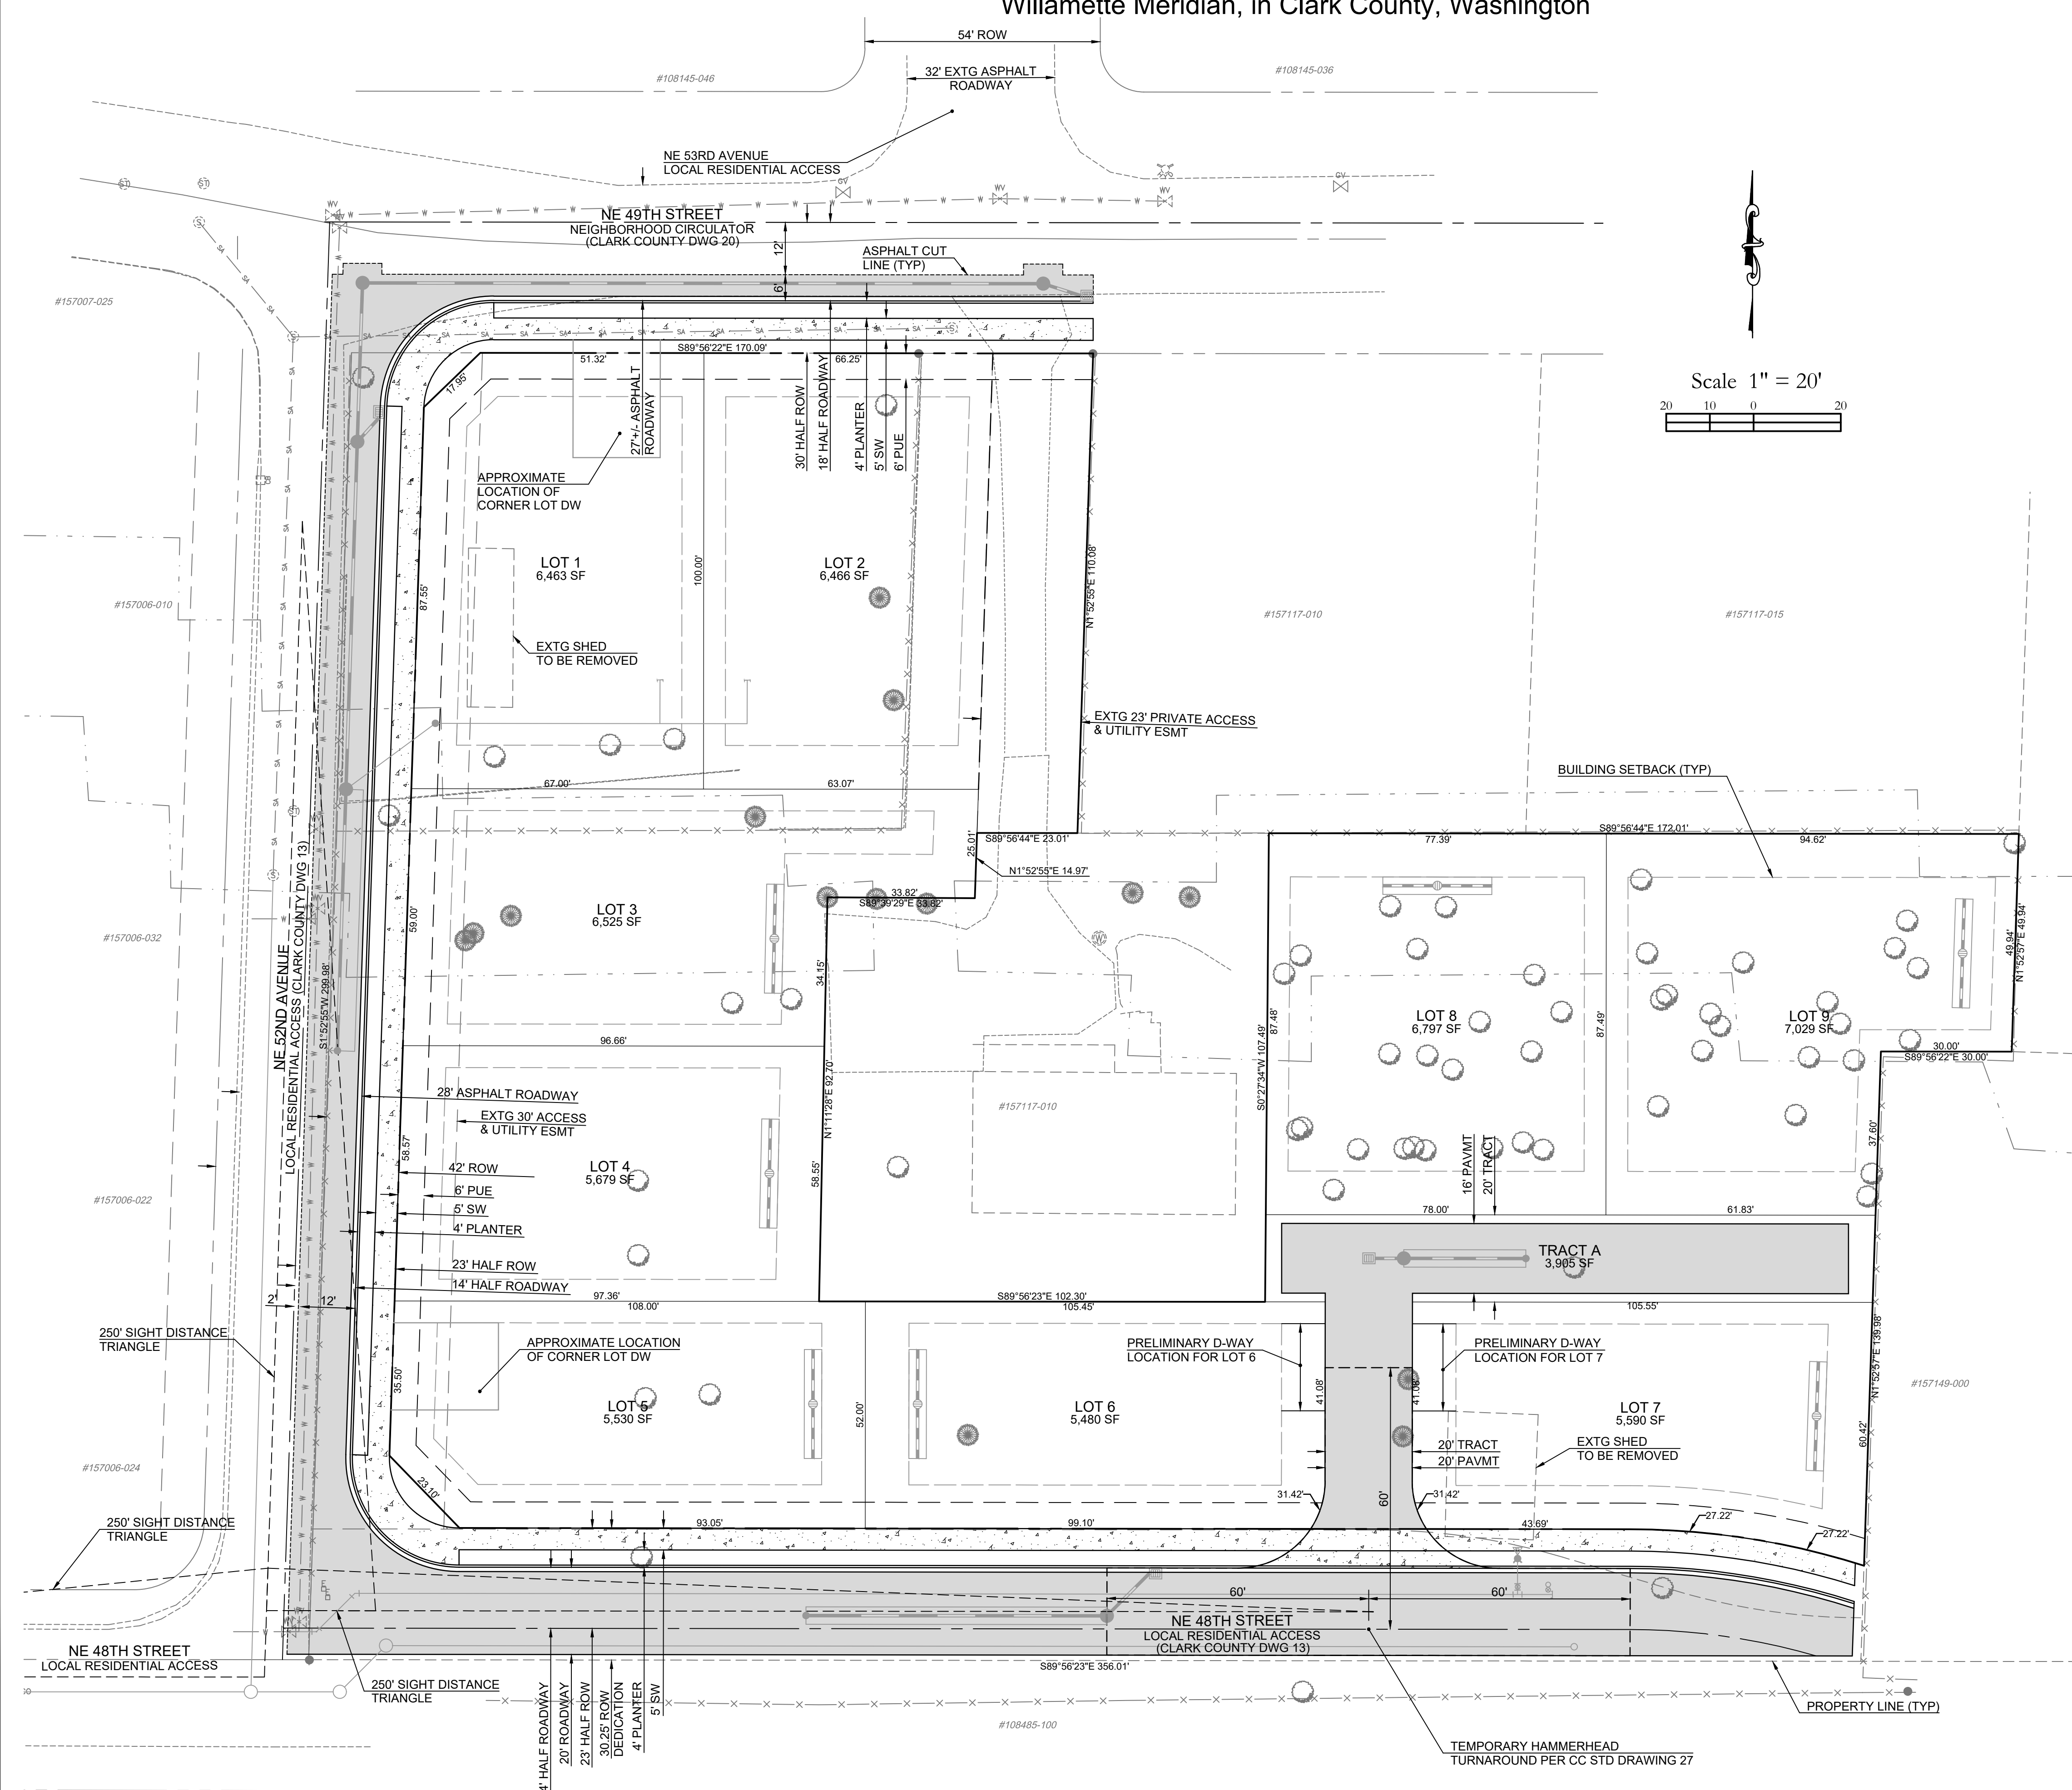 Willamette Meridian, in Clark County, Washington
54' ROW
#108145-046
32' EXTG ASPHALT
ROADWAY
#108145-036
NE 53RD AVENUE
LOCAL RESIDENTIAL ACCESS
GV
WV
WV
GV
WV
WV
NE 49TH STREET
NEIGHBORHOOD CIRCULATOR
(CLARK COUNTY DWG 20)
12'
ASPHALT CUT
LINE (TYP)
6'
#157007-025
S89°56'22"E 170.09'
51.32'
66.25'
17.95'
27'+/- ASPHALT
ROADWAY
30' HALF ROW
18' HALF ROADWAY
4' PLANTER
5' SW
6' PUE
Scale 1" = 20'
20
10
0
20
APPROXIMATE
LOCATION OF
CORNER LOT DW
LOT 1
6,463 SF
100.00'
LOT 2
6,466 SF
87.55'
N1°52'55"E 110.08'
#157006-010
#157117-010
#157117-015
EXTG SHED
TO BE REMOVED
EXTG 23' PRIVATE ACCESS
& UTILITY ESMT
BUILDING SETBACK (TYP)
67.00'
63.07'
25.01'
S89°56'44"E 23.01'
N1°52'55"E 14.97'
33.82'
S89°39'29"E 33.82'
S89°56'44"E 172.01'
77.39'
94.62'
LOT 3
6,525 SF
59.00'
34.15'
#157006-032
NE 52ND AVENUE
LOCAL RESIDENTIAL ACCESS (CLARK COUNTY DWG 13)
S1°52'55"W 299.98'
LOT 8
6,797 SF
87.48'
S0°27'34"W 107.49'
87.49'
LOT 9
7,029 SF
49.94'
N1°52'57"E 49.94'
30.00'
S89°56'22"E 30.00'
96.66'
28' ASPHALT ROADWAY
EXTG 30' ACCESS
& UTILITY ESMT
N1°11'28"E 92.70'
#157117-010
58.57'
42' ROW
LOT 4
5,679 SF
6' PUE
5' SW
4' PLANTER
58.55'
37.60'
16' PAVMT
20' TRACT
#157006-022
78.00'
61.83'
TRACT A
3,905 SF
23' HALF ROW
14' HALF ROADWAY
2'
12'
97.36'
108.00'
S89°56'23"E 102.30'
105.45'
105.55'
250' SIGHT DISTANCE
TRIANGLE
APPROXIMATE LOCATION
OF CORNER LOT DW
PRELIMINARY D-WAY
LOCATION FOR LOT 6
PRELIMINARY D-WAY
LOCATION FOR LOT 7
N1°52'57"E 139.98'
35.50'
41.08'
41.08'
#157149-000
LOT 5
5,530 SF
52.00'
LOT 6
5,480 SF
LOT 7
5,590 SF
60.42'
20' TRACT
20' PAVMT
EXTG SHED
TO BE REMOVED
#157006-024
23.10'
31.42'
60'
31.42'
93.05'
99.10'
43.69'
27.22'
27.22'
250' SIGHT DISTANCE
TRIANGLE
60'
60'
NE 48TH STREET
LOCAL RESIDENTIAL ACCESS
(CLARK COUNTY DWG 13)
NE 48TH STREET
LOCAL RESIDENTIAL ACCESS
S89°56'23"E 356.01'
250' SIGHT DISTANCE
TRIANGLE
4' HALF ROADWAY
20' ROADWAY
23' HALF ROW
30.25' ROW
DEDICATION
4' PLANTER
5' SW
#108485-100
PROPERTY LINE (TYP)
TEMPORARY HAMMERHEAD
TURNAROUND PER CC STD DRAWING 27